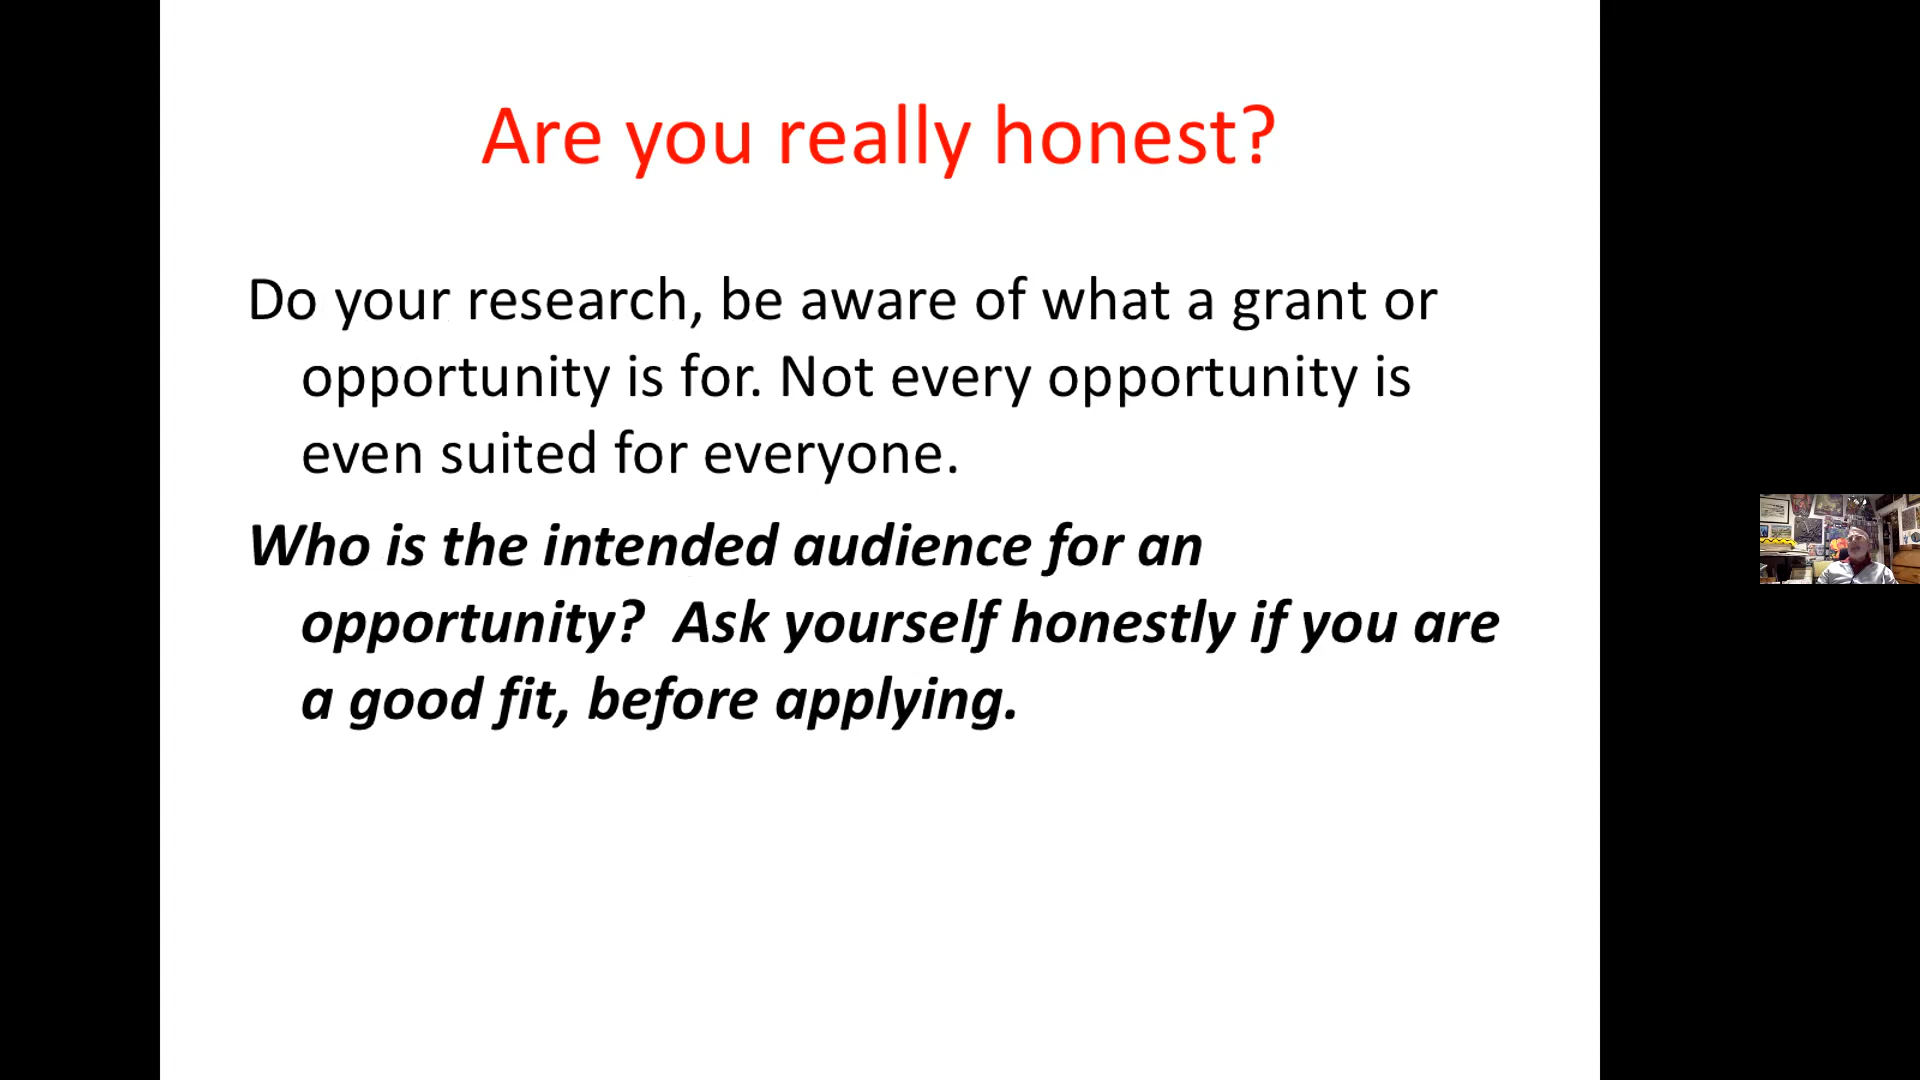 Are you really honest?
Do your research, be aware of what a grant or
opportunity is for. Not every opportunity is
even suited for everyone.
Who is the intended audience for an
opportunity?  Ask yourself honestly if you are
a good fit, before applying.